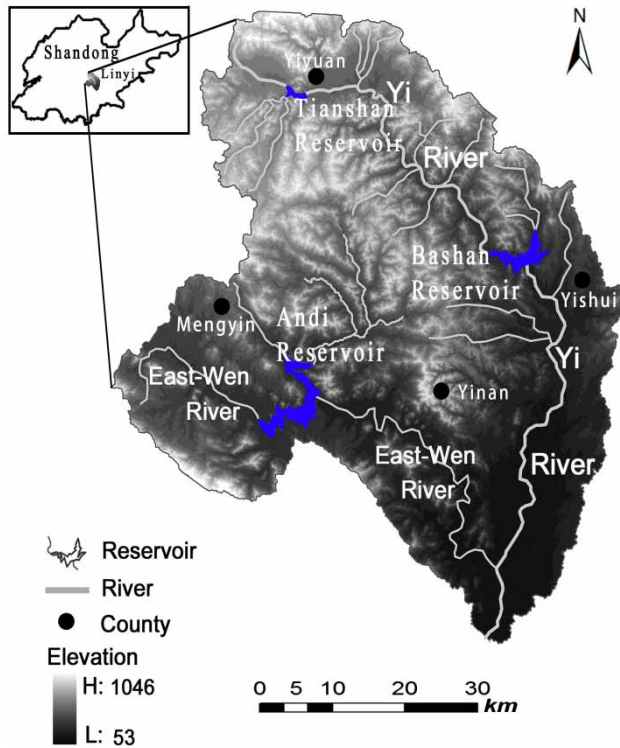 Shandong
Linyi
N
Yiyuan
Tianshan
Reservoir
Yi
River
Bashan
Reservoir
Yishui
Mengyin
Andi
Reservoir
East-Wen
River
Yinan
Yi
River
East-Wen
River
Reservoir
River
County
Elevation
H: 1046
L: 53
0 5 10 20 30
km